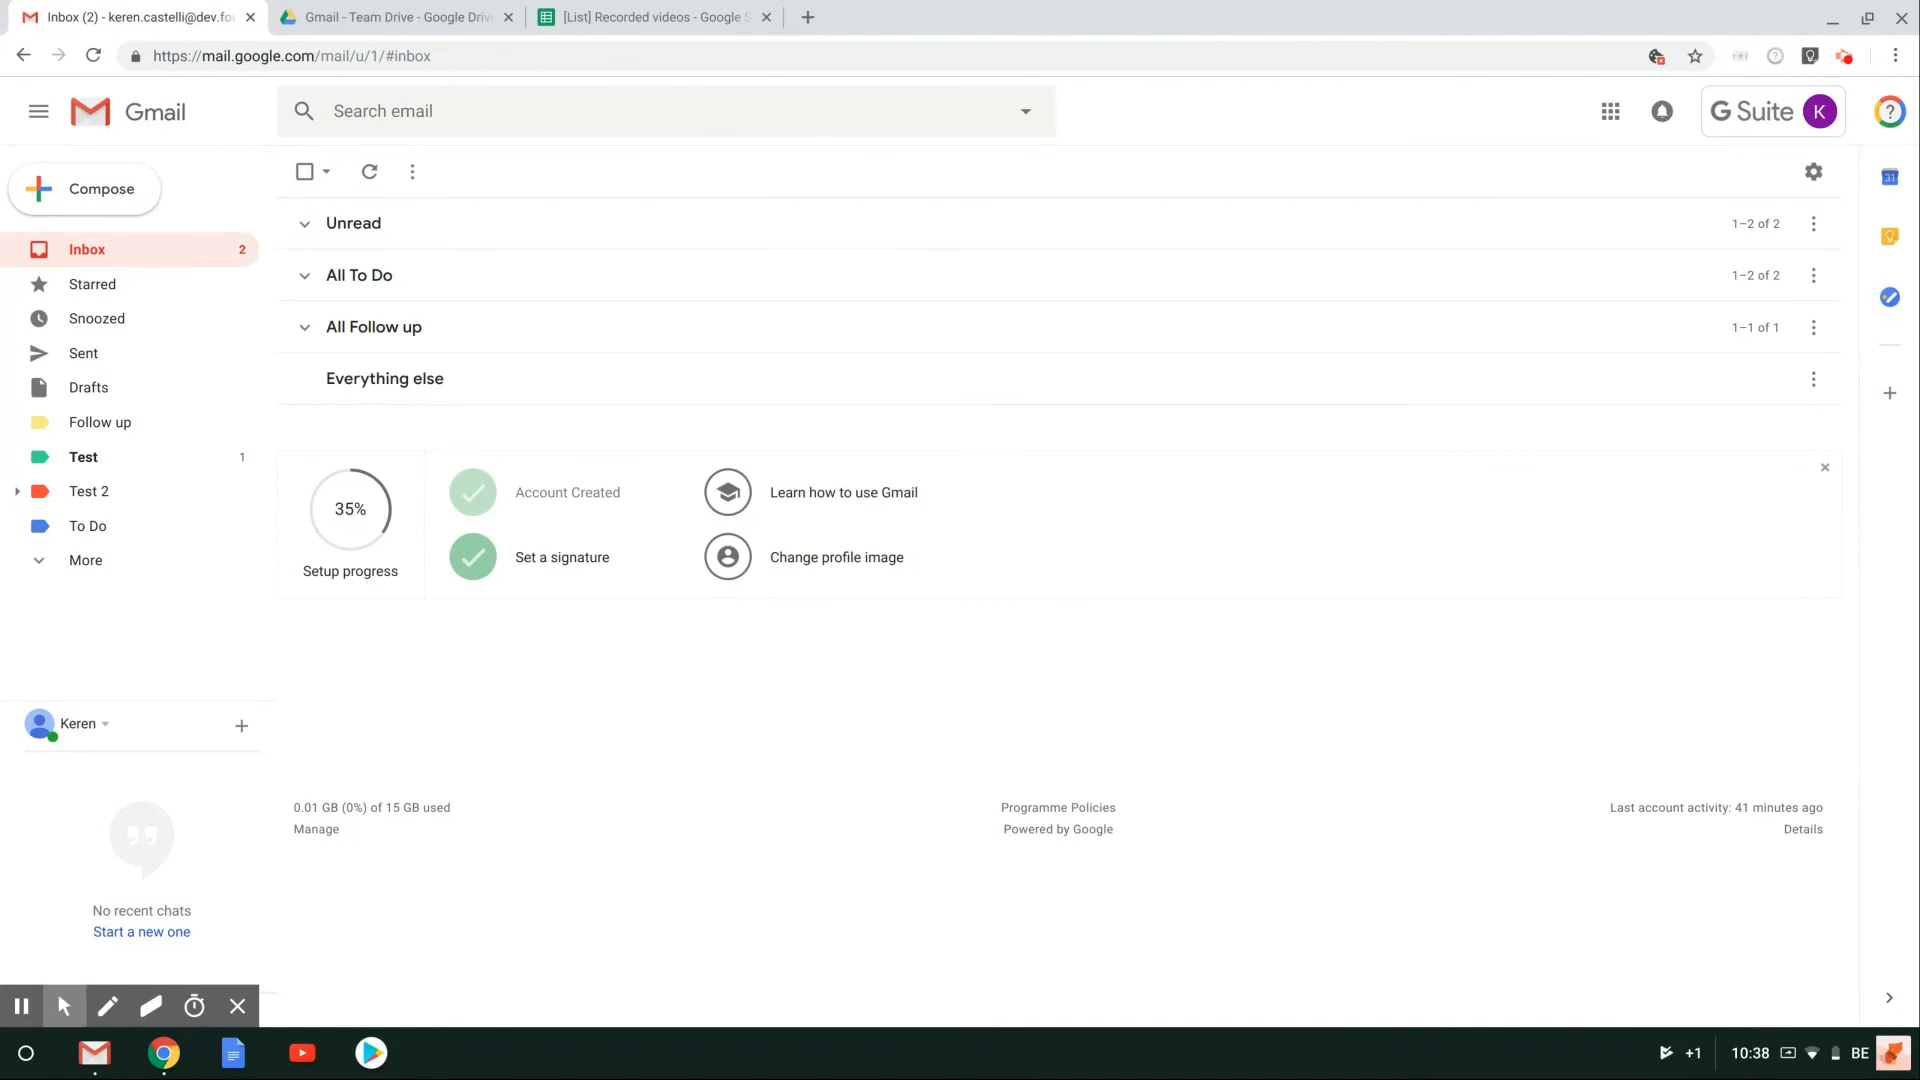 Inbox (2) - keren.castelli@dev.fou
Gmail - Team Drive - Google Driv
[List] Recorded videos - Google S
https://mail.google.com/mail/u/1/#inbox
Gmail
Search email
G Suite K
?
Compose
31
Unread 1–2 of 2
Inbox 2
All To Do 1–2 of 2
Starred
Snoozed
All Follow up 1–1 of 1
Sent
Everything else
Drafts
Follow up
Test 1
Test 2
To Do
More
35%
Setup progress
Account Created
Learn how to use Gmail
Set a signature
Change profile image
Keren
0.01 GB (0%) of 15 GB used
Manage
Programme Policies
Powered by Google
Last account activity: 41 minutes ago
Details
No recent chats
Start a new one
+1 10:38 BE